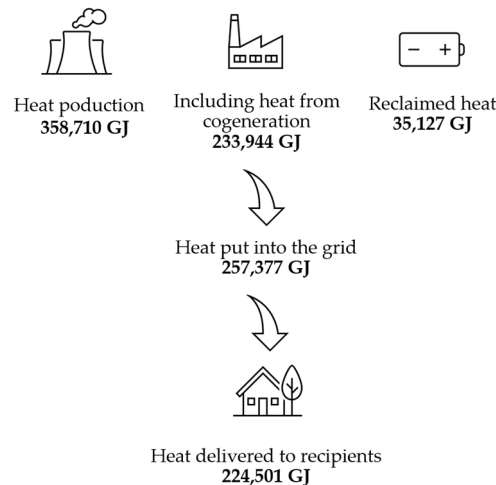 Heat poduction
358,710 GJ
Including heat from
cogeneration
233,944 GJ
Reclaimed heat
35,127 GJ
Heat put into the grid
257,377 GJ
Heat delivered to recipients
224,501 GJ